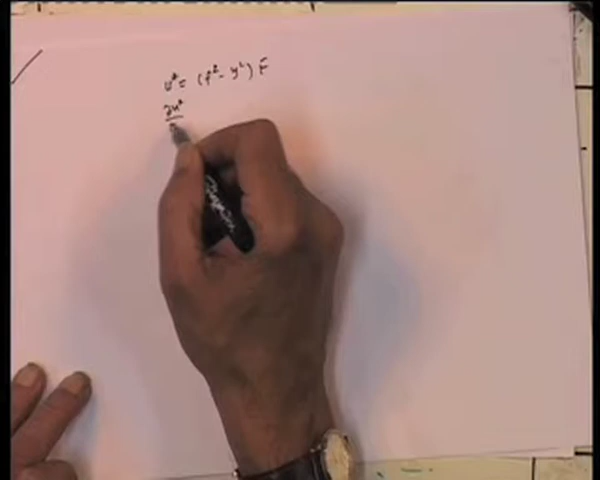 u* = (f² - y²) F
∂u*